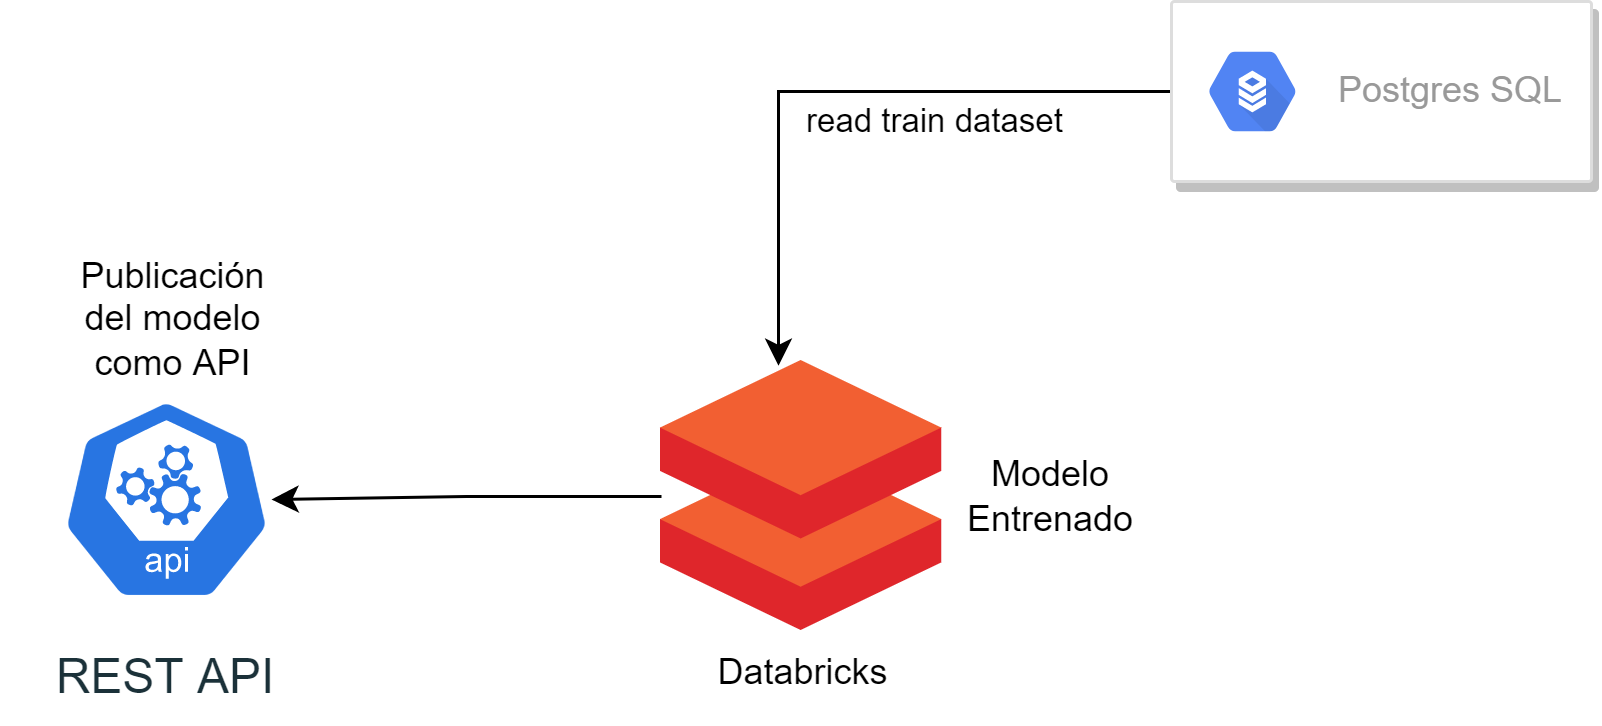 Postgres SQL
read train dataset
Publicación
del modelo
como API
api
REST API
Modelo
Entrenado
Databricks